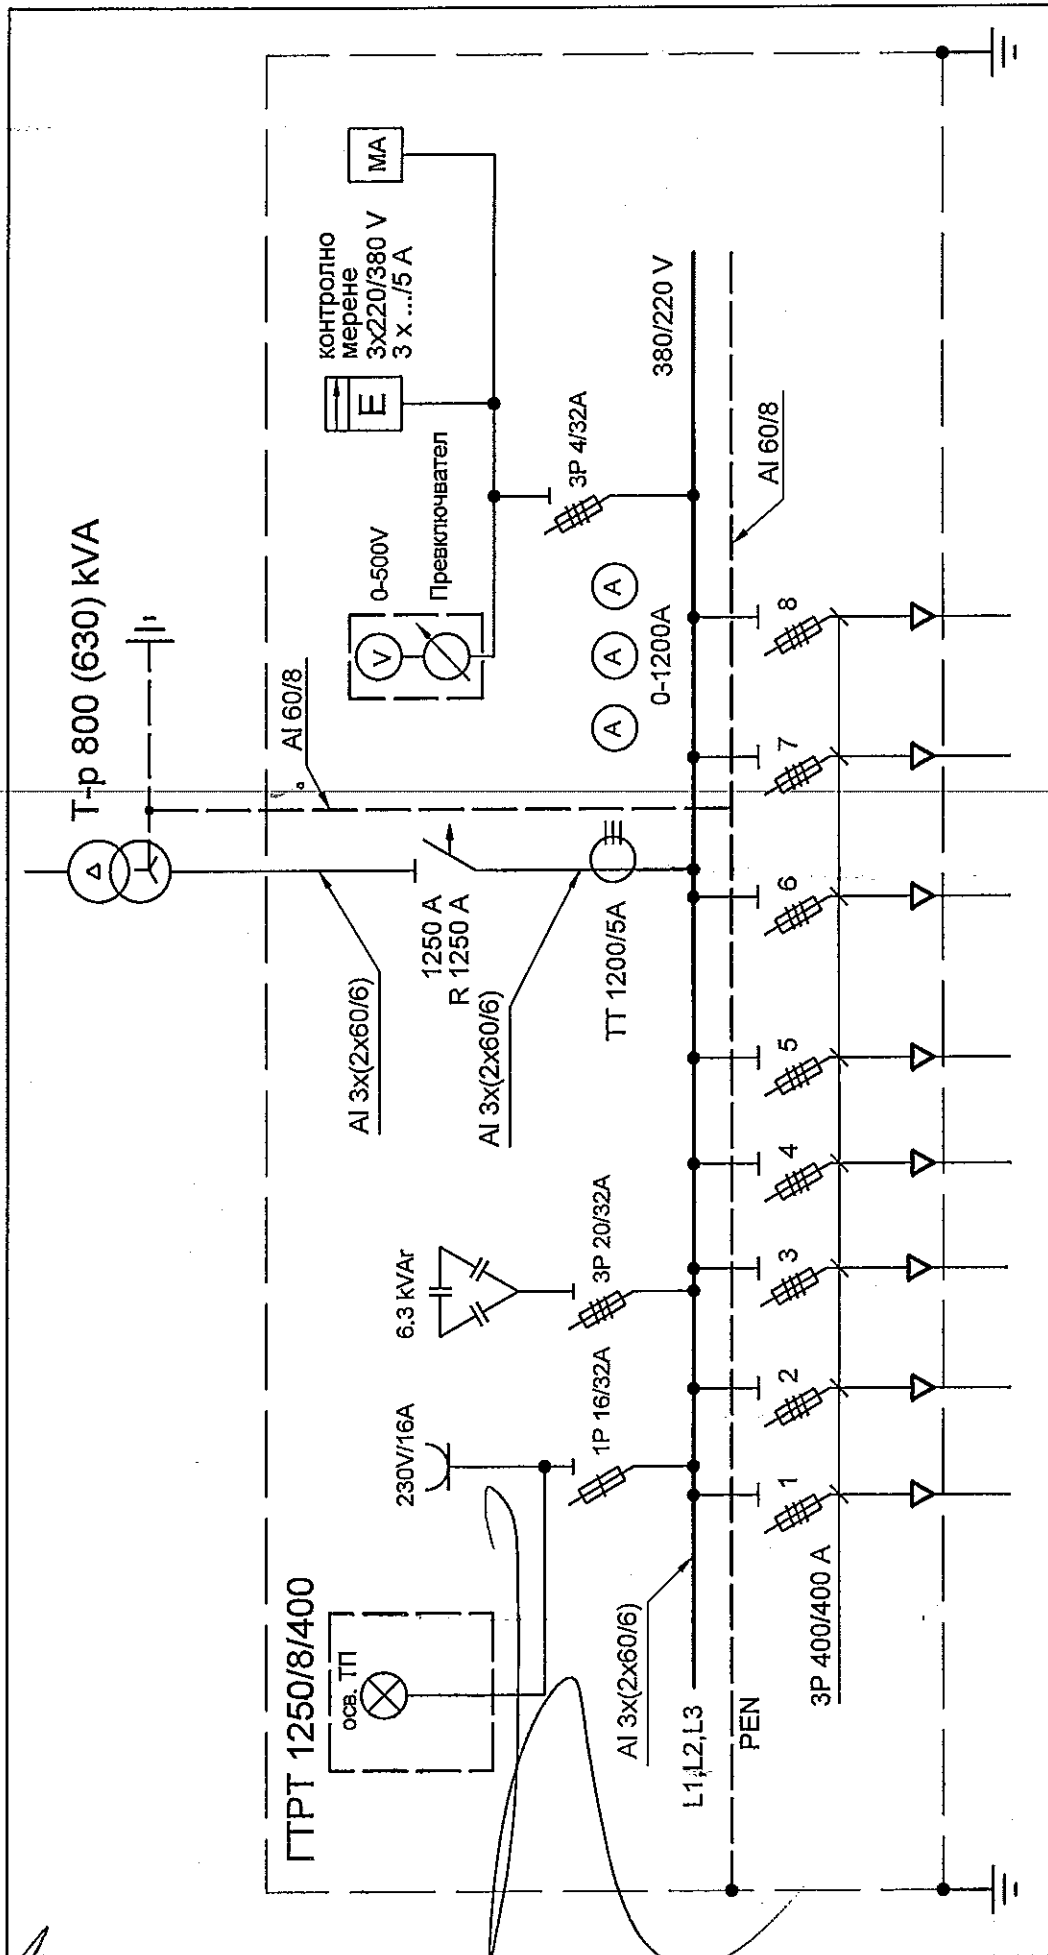 Т-р 800 (630) kVA
ГТРТ 1250/8/400
осв. ТП
230V/16A
6.3 kVAr
1P 16/32A
3P 20/32A
Al 3x(2x60/6)
1250 A
R 1250 A
Al 3x(2x60/6)
ТТ 1200/5A
Al 60/8
V
0-500V
Превключвател
E
контролно
мерене
3x220/380 V
3 x .../5 A
MA
3P 4/32A
A
A
A
0-1200A
380/220 V
Al 60/8
Al 3x(2x60/6)
L1,L2,L3
PEN
3P 400/400 A
1
2
3
4
5
6
7
8